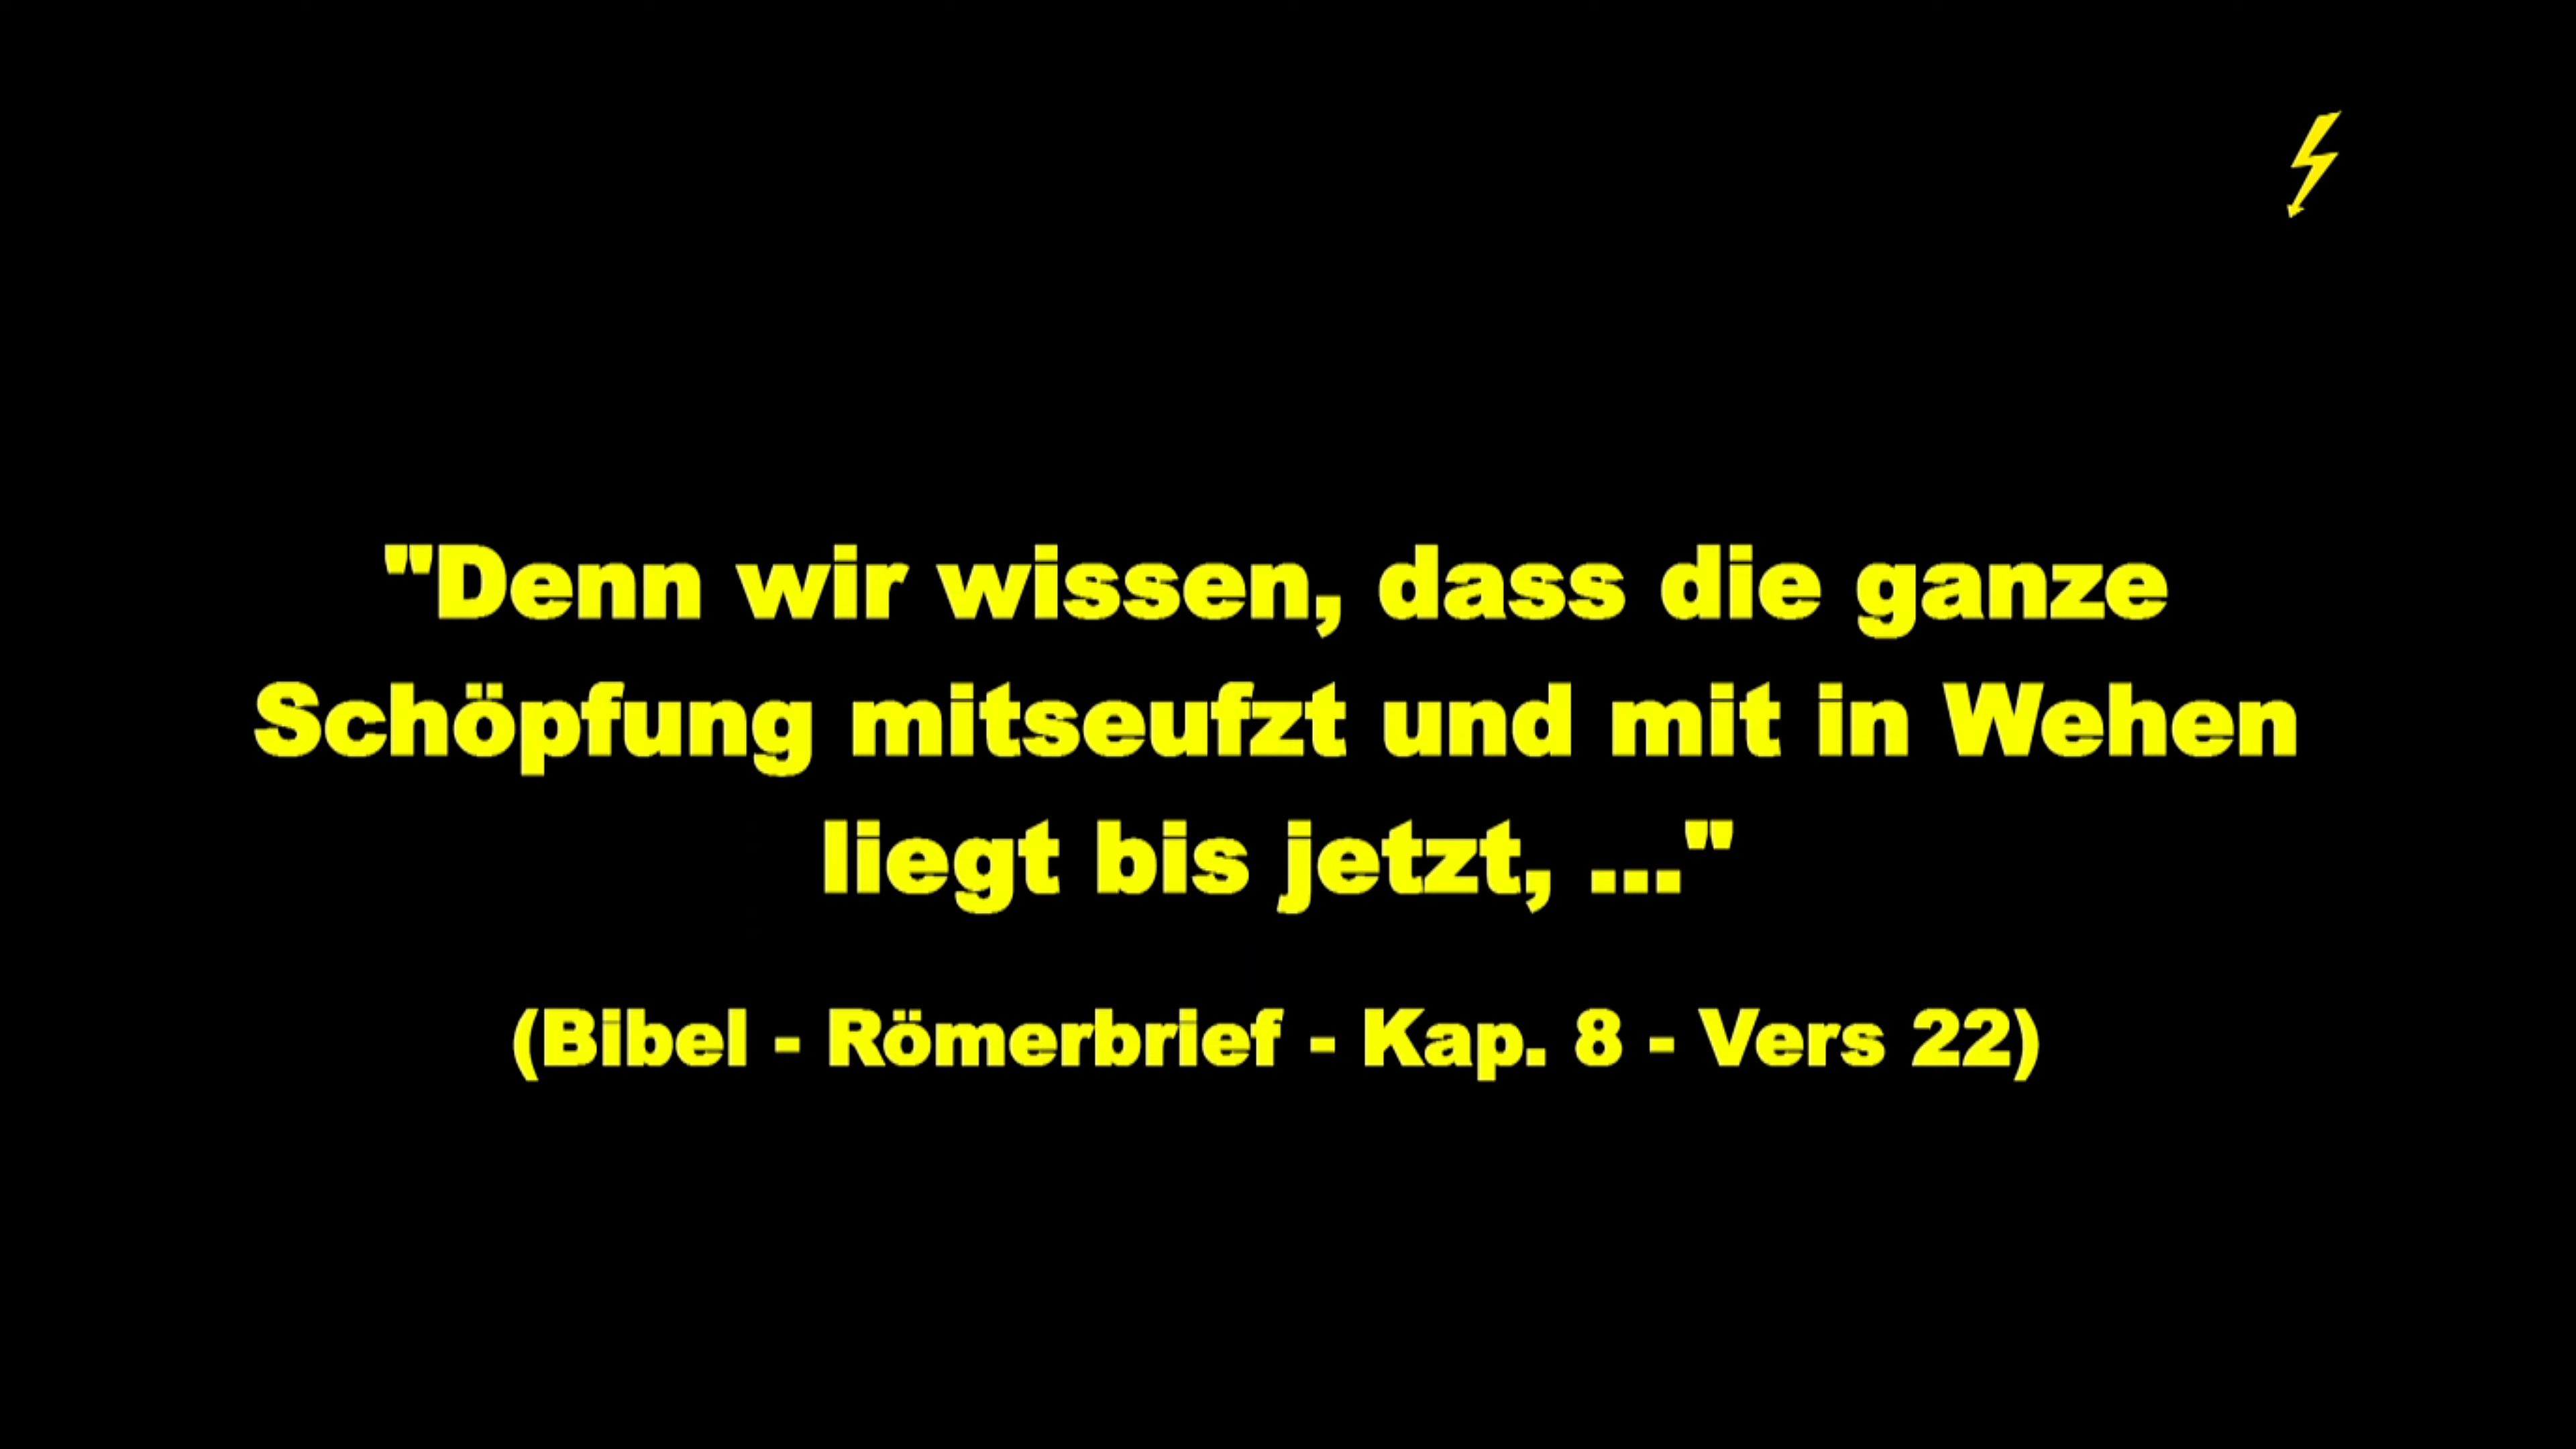 "Denn wir wissen, dass die ganze
Schöpfung mitseufzt und mit in Wehen
liegt bis jetzt, ..."
(Bibel - Römerbrief - Kap. 8 - Vers 22)